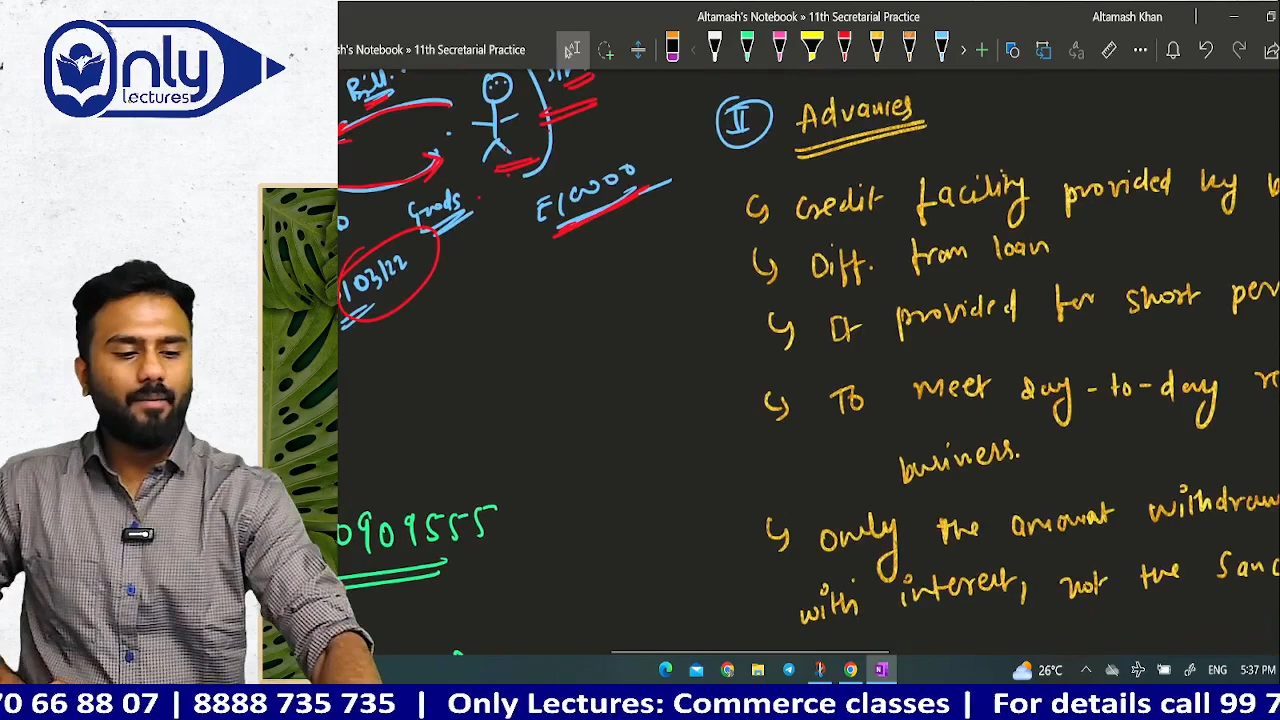 Only
Lectures
Altamash's Notebook » 11th Secretarial Practice
Altamash Khan
's Notebook » 11th Secretarial Practice
Bill.
Goods
103/22
0909555
II Advances
Credit facility provided by
Diff. from loan
It provided for short per
To meet day-to-day
business.
only the amount withdraw
with interest, not the Sanc
26°C
ENG
5:37 PM
70 66 88 07 | 8888 735 735 | Only Lectures: Commerce classes | For details call 99 7